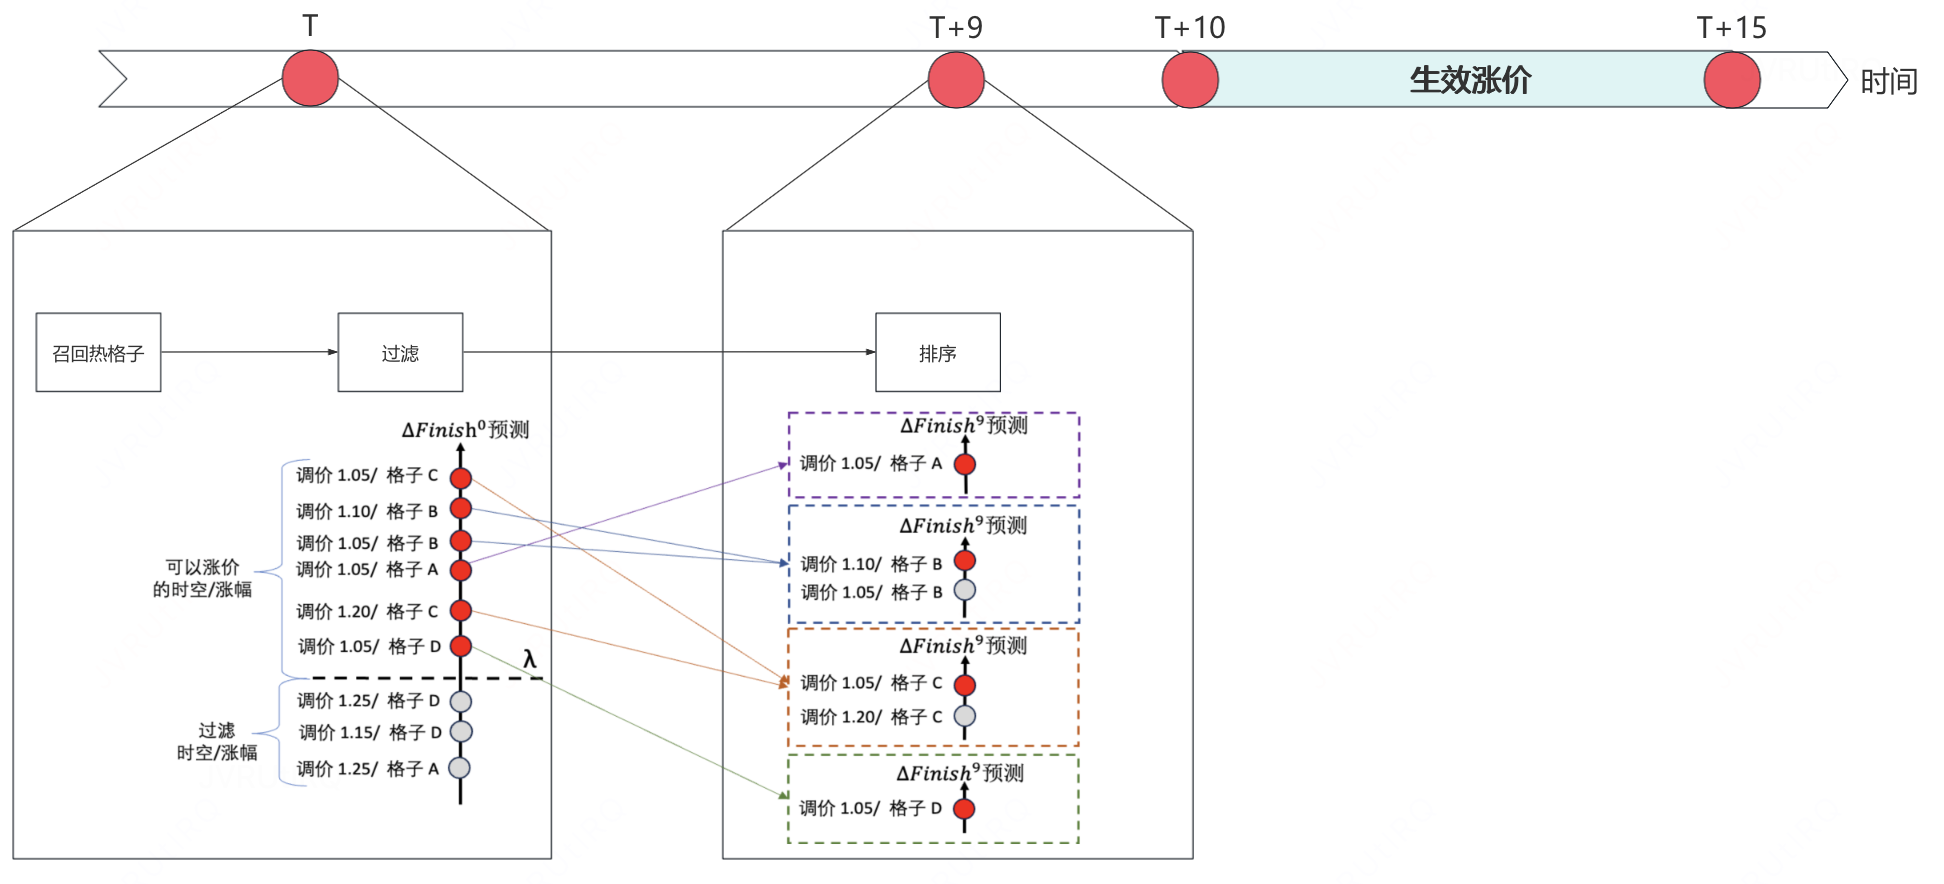 T
T+9
T+10
T+15
生效涨价
时间
召回热格子
过滤
排序
ΔFinish⁰预测
调价 1.05/ 格子 C
调价 1.10/ 格子 B
调价 1.05/ 格子 B
调价 1.05/ 格子 A
调价 1.20/ 格子 C
调价 1.05/ 格子 D
λ
调价 1.25/ 格子 D
调价 1.15/ 格子 D
调价 1.25/ 格子 A
可以涨价
的时空/涨幅
过滤
时空/涨幅
ΔFinish⁹预测
调价 1.05/ 格子 A
ΔFinish⁹预测
调价 1.10/ 格子 B
调价 1.05/ 格子 B
ΔFinish⁹预测
调价 1.05/ 格子 C
调价 1.20/ 格子 C
ΔFinish⁹预测
调价 1.05/ 格子 D